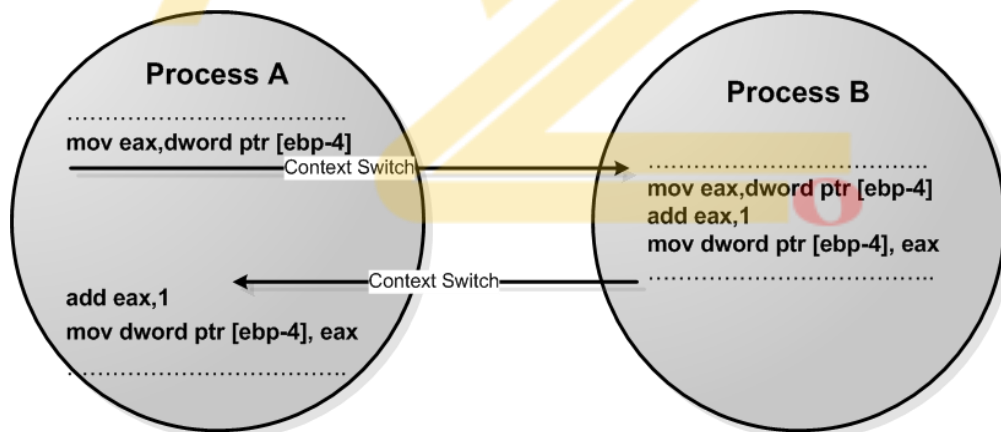 Process A
mov eax,dword ptr [ebp-4]
Context Switch
Process B
mov eax,dword ptr [ebp-4]
add eax,1
mov dword ptr [ebp-4], eax
Context Switch
add eax,1
mov dword ptr [ebp-4], eax